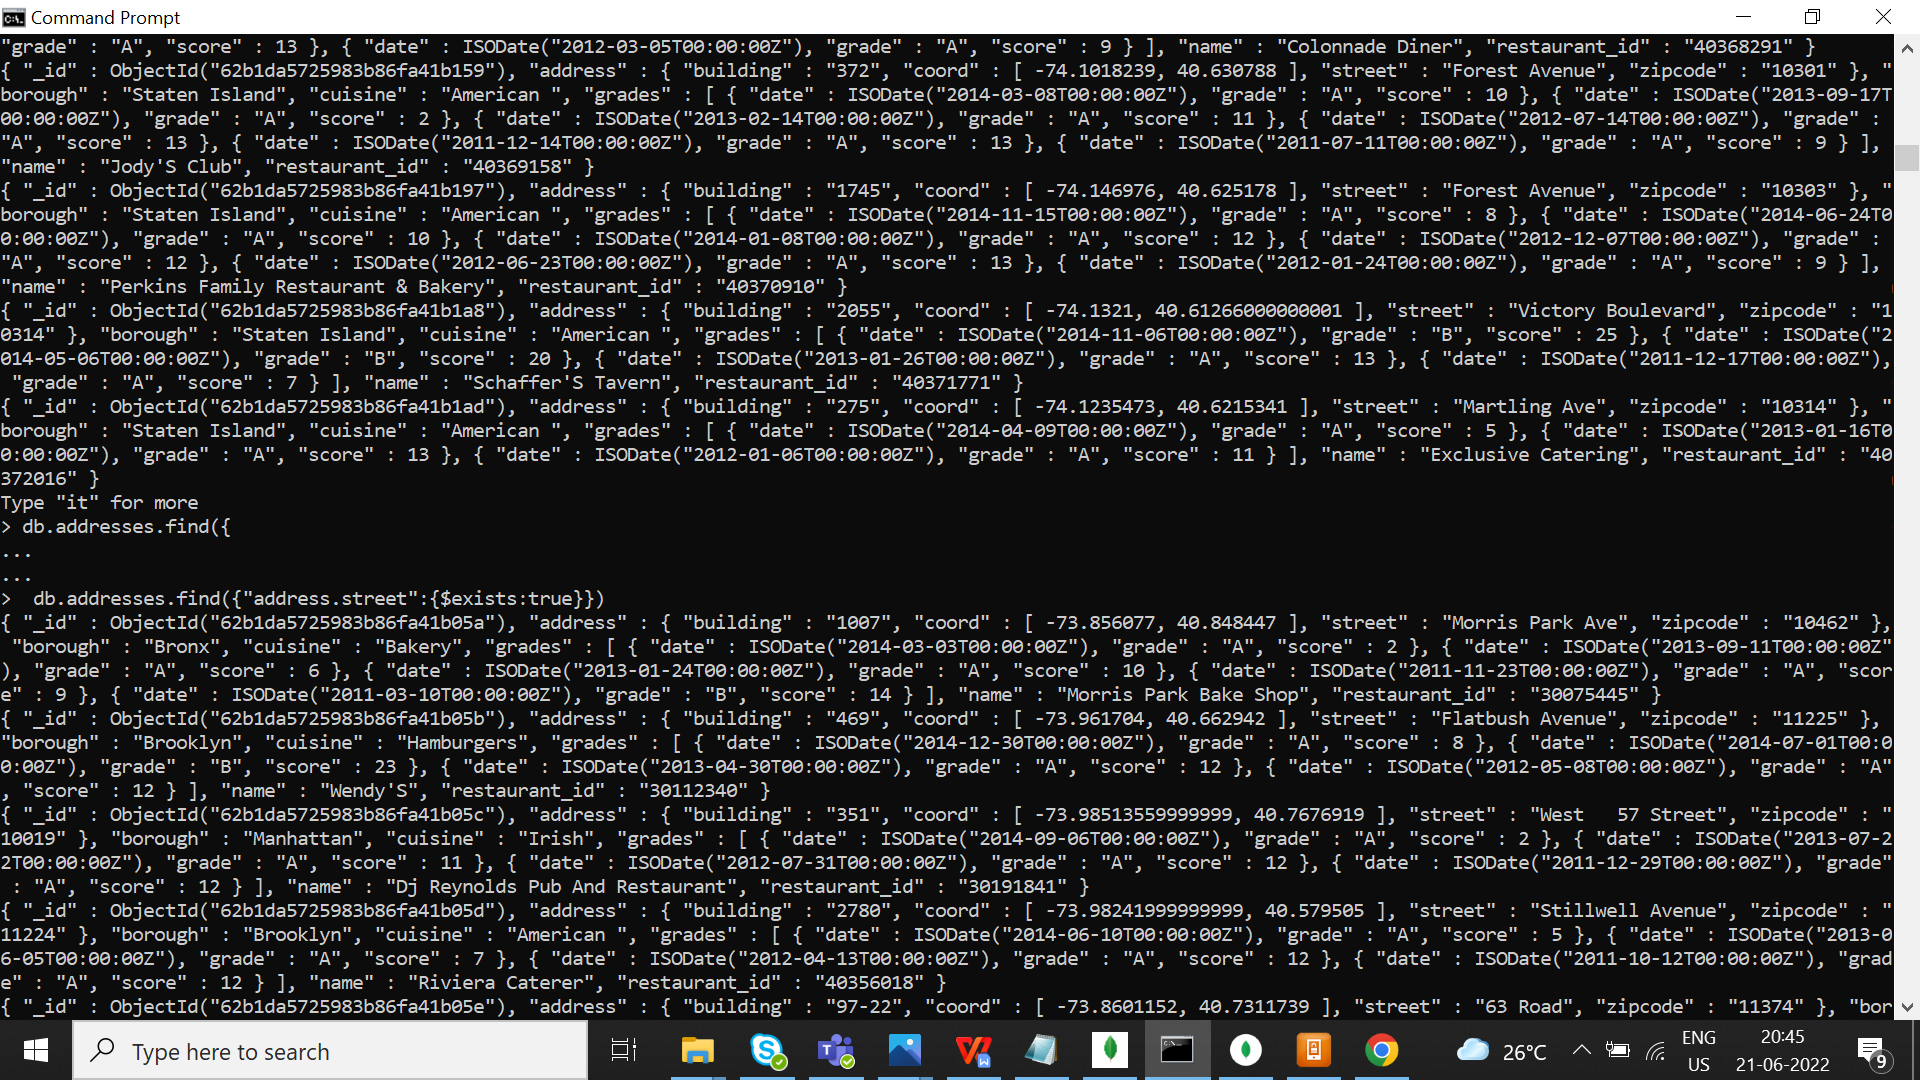 Command Prompt
"grade" : "A", "score" : 13 }, { "date" : ISODate("2012-03-05T00:00:00Z"), "grade" : "A", "score" : 9 } ], "name" : "Colonnade Diner", "restaurant_id" : "40368291" }
{ "_id" : ObjectId("62b1da5725983b86fa41b159"), "address" : { "building" : "372", "coord" : [ -74.1018239, 40.630788 ], "street" : "Forest Avenue", "zipcode" : "10301" }, "
borough" : "Staten Island", "cuisine" : "American ", "grades" : [ { "date" : ISODate("2014-03-08T00:00:00Z"), "grade" : "A", "score" : 10 }, { "date" : ISODate("2013-09-17T
00:00:00Z"), "grade" : "A", "score" : 2 }, { "date" : ISODate("2013-02-14T00:00:00Z"), "grade" : "A", "score" : 11 }, { "date" : ISODate("2012-07-14T00:00:00Z"), "grade" :
"A", "score" : 13 }, { "date" : ISODate("2011-12-14T00:00:00Z"), "grade" : "A", "score" : 13 }, { "date" : ISODate("2011-07-11T00:00:00Z"), "grade" : "A", "score" : 9 } ],
"name" : "Jody'S Club", "restaurant_id" : "40369158" }
{ "_id" : ObjectId("62b1da5725983b86fa41b197"), "address" : { "building" : "1745", "coord" : [ -74.146976, 40.625178 ], "street" : "Forest Avenue", "zipcode" : "10303" }, "
borough" : "Staten Island", "cuisine" : "American ", "grades" : [ { "date" : ISODate("2014-11-15T00:00:00Z"), "grade" : "A", "score" : 8 }, { "date" : ISODate("2014-06-24T0
0:00:00Z"), "grade" : "A", "score" : 10 }, { "date" : ISODate("2014-01-08T00:00:00Z"), "grade" : "A", "score" : 12 }, { "date" : ISODate("2012-12-07T00:00:00Z"), "grade" :
"A", "score" : 12 }, { "date" : ISODate("2012-06-23T00:00:00Z"), "grade" : "A", "score" : 13 }, { "date" : ISODate("2012-01-24T00:00:00Z"), "grade" : "A", "score" : 9 } ],
"name" : "Perkins Family Restaurant & Bakery", "restaurant_id" : "40370910" }
{ "_id" : ObjectId("62b1da5725983b86fa41b1a8"), "address" : { "building" : "2055", "coord" : [ -74.1321, 40.61266000000001 ], "street" : "Victory Boulevard", "zipcode" : "1
0314" }, "borough" : "Staten Island", "cuisine" : "American ", "grades" : [ { "date" : ISODate("2014-11-06T00:00:00Z"), "grade" : "B", "score" : 25 }, { "date" : ISODate("2
014-05-06T00:00:00Z"), "grade" : "B", "score" : 20 }, { "date" : ISODate("2013-01-26T00:00:00Z"), "grade" : "A", "score" : 13 }, { "date" : ISODate("2011-12-17T00:00:00Z"),
 "grade" : "A", "score" : 7 } ], "name" : "Schaffer'S Tavern", "restaurant_id" : "40371771" }
{ "_id" : ObjectId("62b1da5725983b86fa41b1ad"), "address" : { "building" : "275", "coord" : [ -74.1235473, 40.6215341 ], "street" : "Martling Ave", "zipcode" : "10314" }, "
borough" : "Staten Island", "cuisine" : "American ", "grades" : [ { "date" : ISODate("2014-04-09T00:00:00Z"), "grade" : "A", "score" : 5 }, { "date" : ISODate("2013-01-16T0
0:00:00Z"), "grade" : "A", "score" : 13 }, { "date" : ISODate("2012-01-06T00:00:00Z"), "grade" : "A", "score" : 11 } ], "name" : "Exclusive Catering", "restaurant_id" : "40
372016" }
Type "it" for more
> db.addresses.find({
...
...
>  db.addresses.find({"address.street":{$exists:true}})
{ "_id" : ObjectId("62b1da5725983b86fa41b05a"), "address" : { "building" : "1007", "coord" : [ -73.856077, 40.848447 ], "street" : "Morris Park Ave", "zipcode" : "10462" },
 "borough" : "Bronx", "cuisine" : "Bakery", "grades" : [ { "date" : ISODate("2014-03-03T00:00:00Z"), "grade" : "A", "score" : 2 }, { "date" : ISODate("2013-09-11T00:00:00Z"
), "grade" : "A", "score" : 6 }, { "date" : ISODate("2013-01-24T00:00:00Z"), "grade" : "A", "score" : 10 }, { "date" : ISODate("2011-11-23T00:00:00Z"), "grade" : "A", "scor
e" : 9 }, { "date" : ISODate("2011-03-10T00:00:00Z"), "grade" : "B", "score" : 14 } ], "name" : "Morris Park Bake Shop", "restaurant_id" : "30075445" }
{ "_id" : ObjectId("62b1da5725983b86fa41b05b"), "address" : { "building" : "469", "coord" : [ -73.961704, 40.662942 ], "street" : "Flatbush Avenue", "zipcode" : "11225" },
"borough" : "Brooklyn", "cuisine" : "Hamburgers", "grades" : [ { "date" : ISODate("2014-12-30T00:00:00Z"), "grade" : "A", "score" : 8 }, { "date" : ISODate("2014-07-01T00:0
0:00Z"), "grade" : "B", "score" : 23 }, { "date" : ISODate("2013-04-30T00:00:00Z"), "grade" : "A", "score" : 12 }, { "date" : ISODate("2012-05-08T00:00:00Z"), "grade" : "A"
, "score" : 12 } ], "name" : "Wendy'S", "restaurant_id" : "30112340" }
{ "_id" : ObjectId("62b1da5725983b86fa41b05c"), "address" : { "building" : "351", "coord" : [ -73.98513559999999, 40.7676919 ], "street" : "West   57 Street", "zipcode" : "
10019" }, "borough" : "Manhattan", "cuisine" : "Irish", "grades" : [ { "date" : ISODate("2014-09-06T00:00:00Z"), "grade" : "A", "score" : 2 }, { "date" : ISODate("2013-07-2
2T00:00:00Z"), "grade" : "A", "score" : 11 }, { "date" : ISODate("2012-07-31T00:00:00Z"), "grade" : "A", "score" : 12 }, { "date" : ISODate("2011-12-29T00:00:00Z"), "grade"
 : "A", "score" : 12 } ], "name" : "Dj Reynolds Pub And Restaurant", "restaurant_id" : "30191841" }
{ "_id" : ObjectId("62b1da5725983b86fa41b05d"), "address" : { "building" : "2780", "coord" : [ -73.98241999999999, 40.579505 ], "street" : "Stillwell Avenue", "zipcode" : "
11224" }, "borough" : "Brooklyn", "cuisine" : "American ", "grades" : [ { "date" : ISODate("2014-06-10T00:00:00Z"), "grade" : "A", "score" : 5 }, { "date" : ISODate("2013-0
6-05T00:00:00Z"), "grade" : "A", "score" : 7 }, { "date" : ISODate("2012-04-13T00:00:00Z"), "grade" : "A", "score" : 12 }, { "date" : ISODate("2011-10-12T00:00:00Z"), "grad
e" : "A", "score" : 12 } ], "name" : "Riviera Caterer", "restaurant_id" : "40356018" }
{ "_id" : ObjectId("62b1da5725983b86fa41b05e"), "address" : { "building" : "97-22", "coord" : [ -73.8601152, 40.7311739 ], "street" : "63 Road", "zipcode" : "11374" }, "bor
Type here to search
26°C
ENG
US
20:45
21-06-2022
9